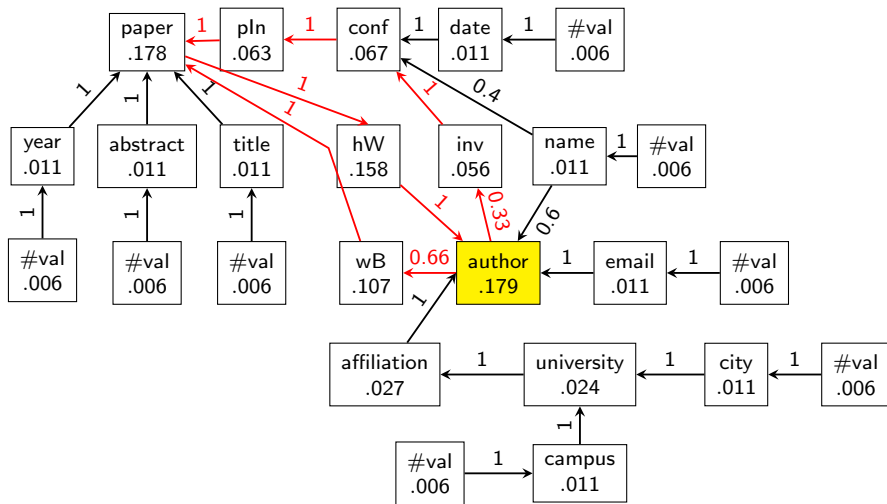 paper
.178
1
pIn
.063
1
conf
.067
1
date
.011
1
#val
.006
1
1
1
1
1
1
1
0.4
year
.011
abstract
.011
title
.011
hW
.158
inv
.056
name
.011
1
#val
.006
1
1
1
1
0.33
0.6
#val
.006
#val
.006
#val
.006
wB
.107
0.66
author
.179
1
email
.011
1
#val
.006
1
affiliation
.027
1
university
.024
1
city
.011
1
#val
.006
1
#val
.006
1
campus
.011